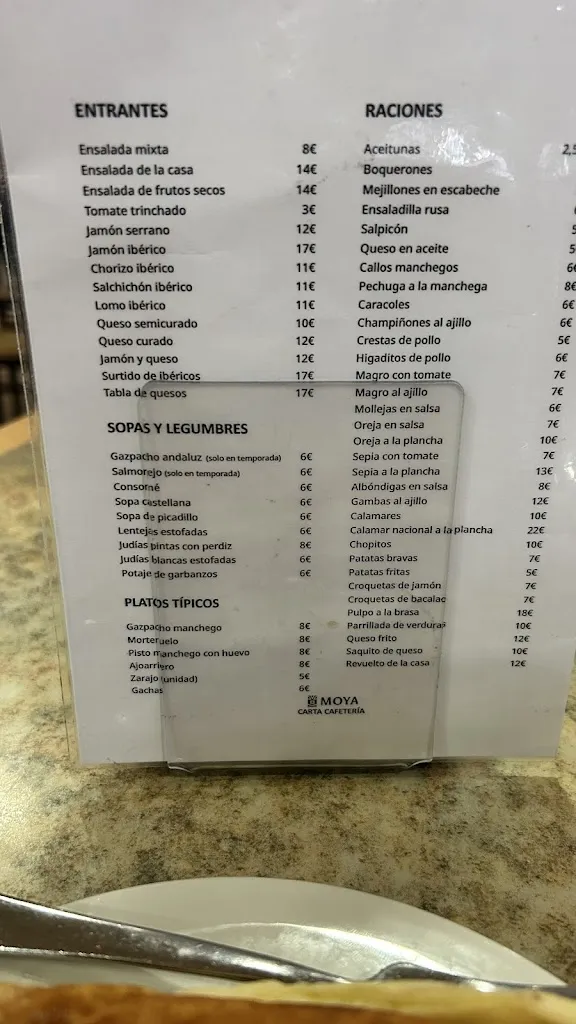 ENTRANTES
Ensalada mixta 8€
Ensalada de la casa 14€
Ensalada de frutos secos 14€
Tomate trinchado 3€
Jamón serrano 12€
Jamón ibérico 17€
Chorizo ibérico 11€
Salchichón ibérico 11€
Lomo ibérico 11€
Queso semicurado 10€
Queso curado 12€
Jamón y queso 12€
Surtido de ibéricos 17€
Tabla de quesos 17€
SOPAS Y LEGUMBRES
Gazpacho andaluz (solo en temporada) 6€
Salmorejo (solo en temporada) 6€
Consomé 6€
Sopa castellana 6€
Sopa de picadillo 6€
Lentejas estofadas 6€
Judías pintas con perdiz 8€
Judías blancas estofadas 6€
Potaje de garbanzos 6€
PLATOS TÍPICOS
Gazpacho manchego 8€
Morteruelo 8€
Pisto manchego con huevo 8€
Ajoarriero 8€
Zarajo (unidad) 5€
Gachas 6€
RACIONES
Aceitunas 2,5
Boquerones
Mejillones en escabeche
Ensaladilla rusa
Salpicón 5
Queso en aceite 5
Callos manchegos 6€
Pechuga a la manchega 8€
Caracoles 6€
Champiñones al ajillo 6€
Crestas de pollo 5€
Higaditos de pollo 6€
Magro con tomate 7€
Magro al ajillo 7€
Mollejas en salsa 6€
Oreja en salsa 7€
Oreja a la plancha 10€
Sepia con tomate 7€
Sepia a la plancha 13€
Albóndigas en salsa 8€
Gambas al ajillo 12€
Calamares 10€
Calamar nacional a la plancha 22€
Chopitos 10€
Patatas bravas 7€
Patatas fritas 5€
Croquetas de jamón 7€
Croquetas de bacalao 7€
Pulpo a la brasa 18€
Parrillada de verduras 10€
Queso frito 12€
Saquito de queso 10€
Revuelto de la casa 12€
MOYA
CARTA CAFETERÍA